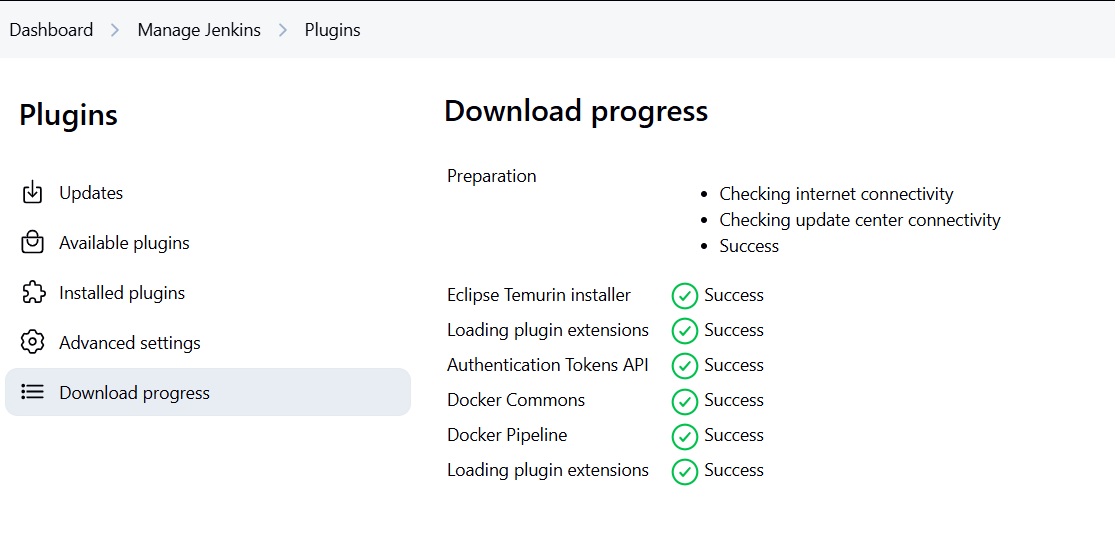 Dashboard > Manage Jenkins > Plugins
Plugins
Updates
Available plugins
Installed plugins
Advanced settings
Download progress
Download progress
Preparation
Checking internet connectivity
Checking update center connectivity
Success
Eclipse Temurin installer Success
Loading plugin extensions Success
Authentication Tokens API Success
Docker Commons Success
Docker Pipeline Success
Loading plugin extensions Success